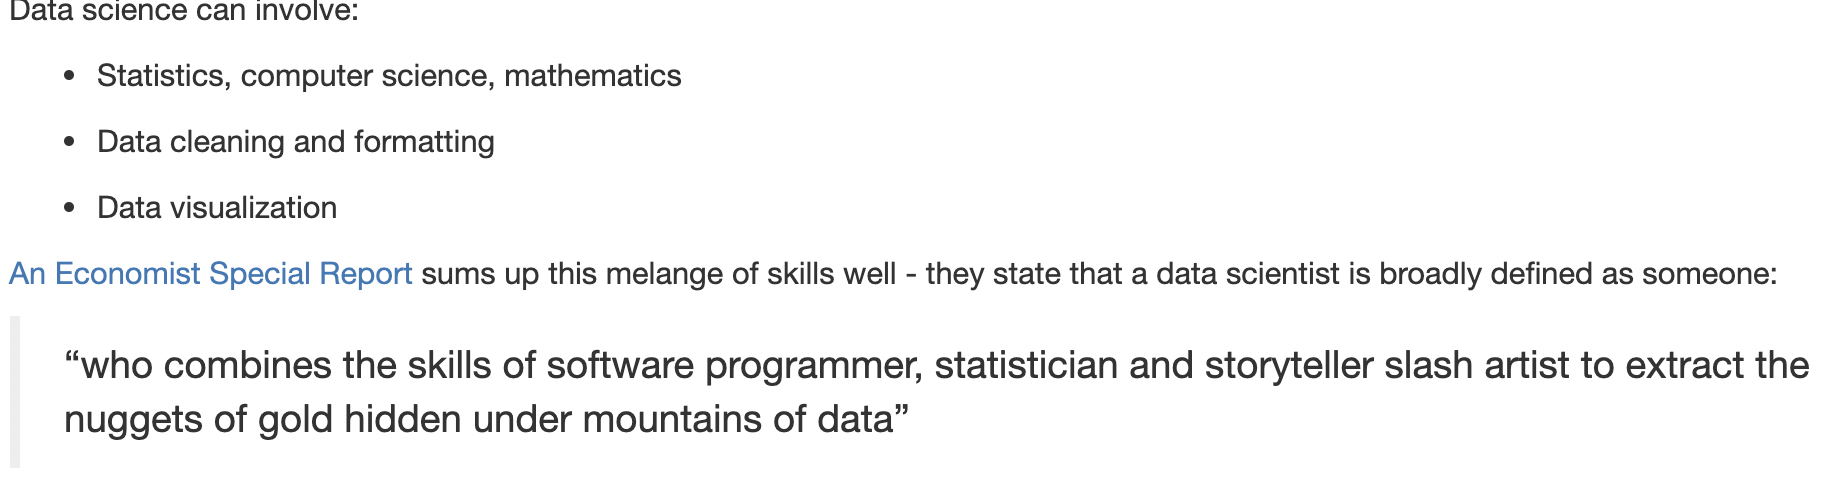 Data science can involve:
• Statistics, computer science, mathematics
• Data cleaning and formatting
• Data visualization
An Economist Special Report sums up this melange of skills well - they state that a data scientist is broadly defined as someone:
“who combines the skills of software programmer, statistician and storyteller slash artist to extract the
nuggets of gold hidden under mountains of data”